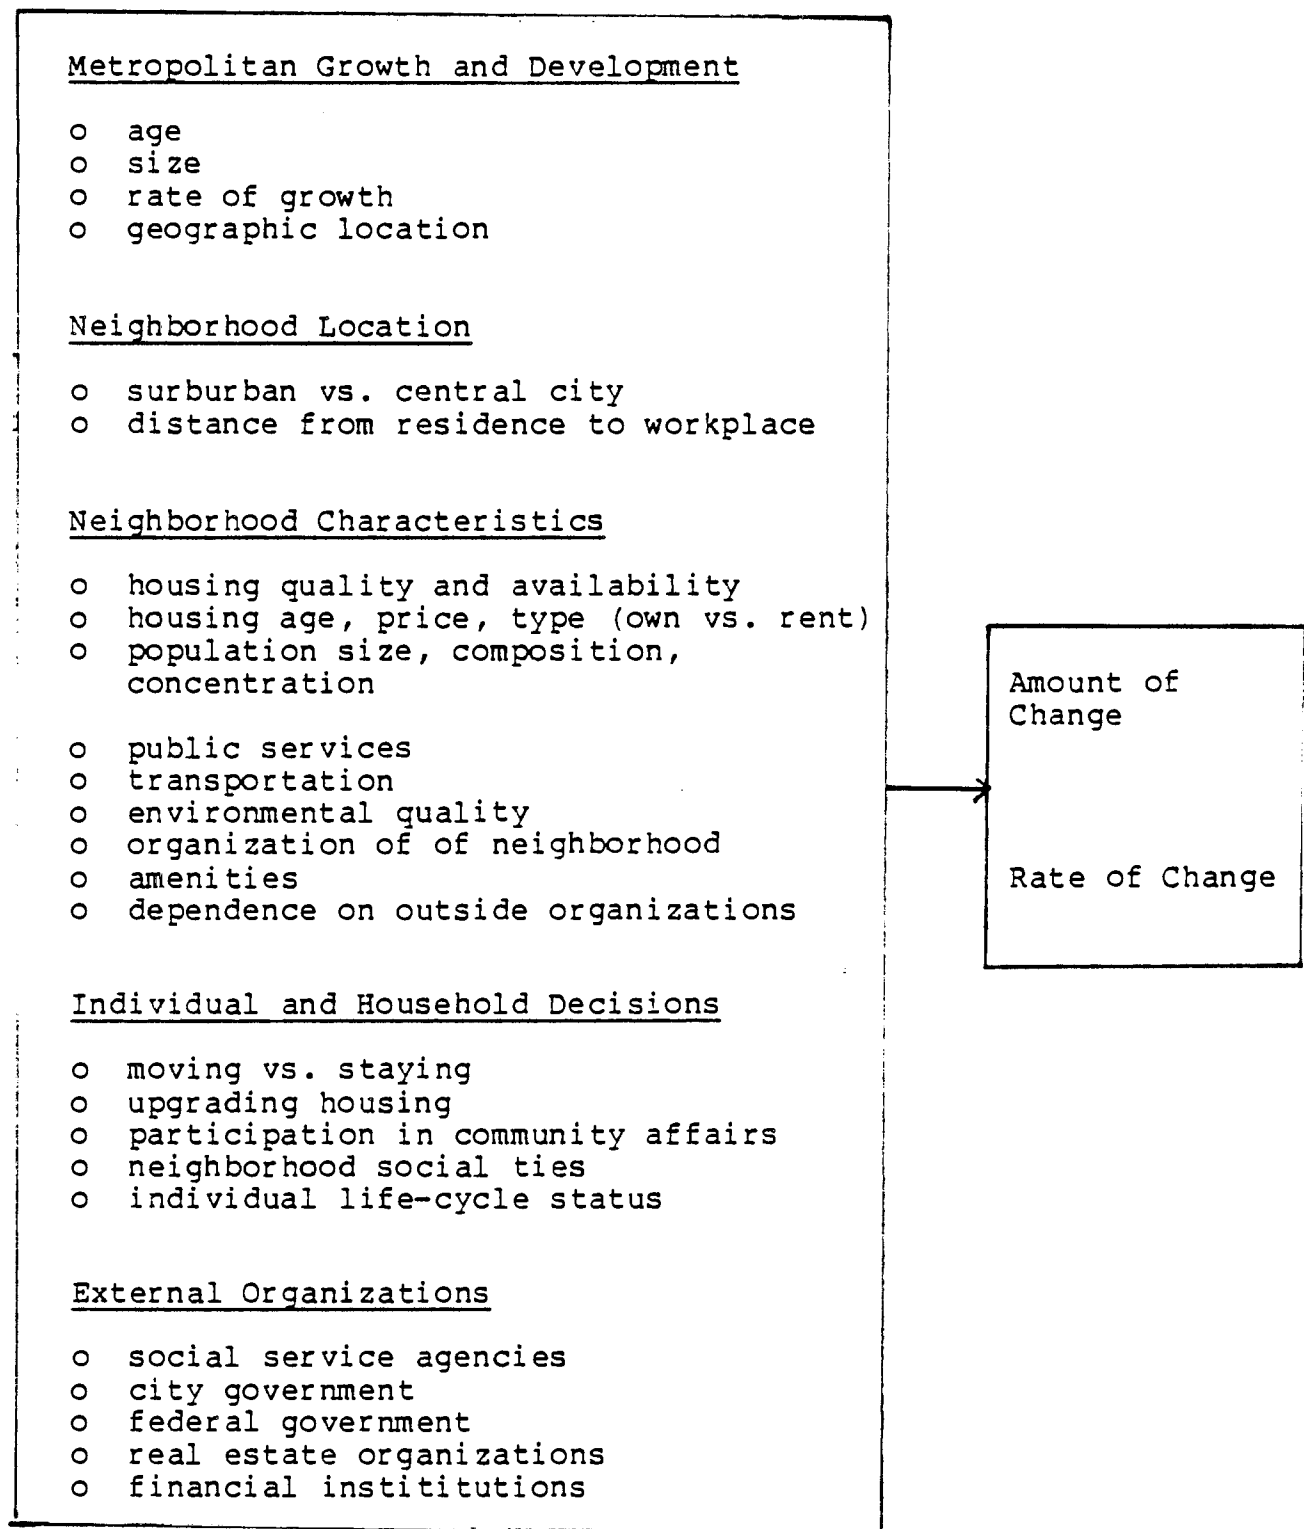 Metropolitan Growth and Development
o age
o size
o rate of growth
o geographic location
Neighborhood Location
o surburban vs. central city
o distance from residence to workplace
Neighborhood Characteristics
o housing quality and availability
o housing age, price, type (own vs. rent)
o population size, composition,
concentration
o public services
o transportation
o environmental quality
o organization of of neighborhood
o amenities
o dependence on outside organizations
Individual and Household Decisions
o moving vs. staying
o upgrading housing
o participation in community affairs
o neighborhood social ties
o individual life-cycle status
External Organizations
o social service agencies
o city government
o federal government
o real estate organizations
o financial instititutions
Amount of
Change
Rate of Change